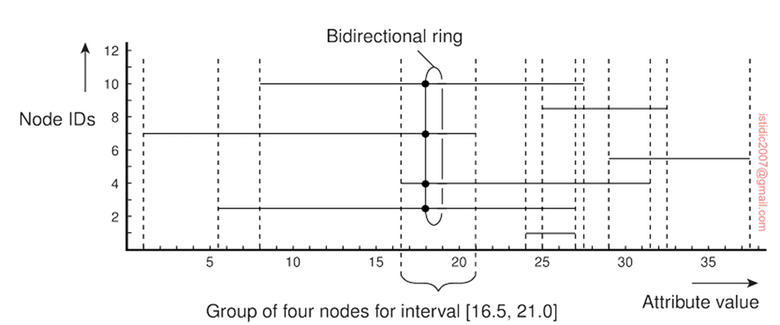 Bidirectional ring
12
10
Node IDs
8
6
4
2
5 10 15 20 25 30 35
Attribute value
Group of four nodes for interval [16.5, 21.0]
istidic2007@gmail.com